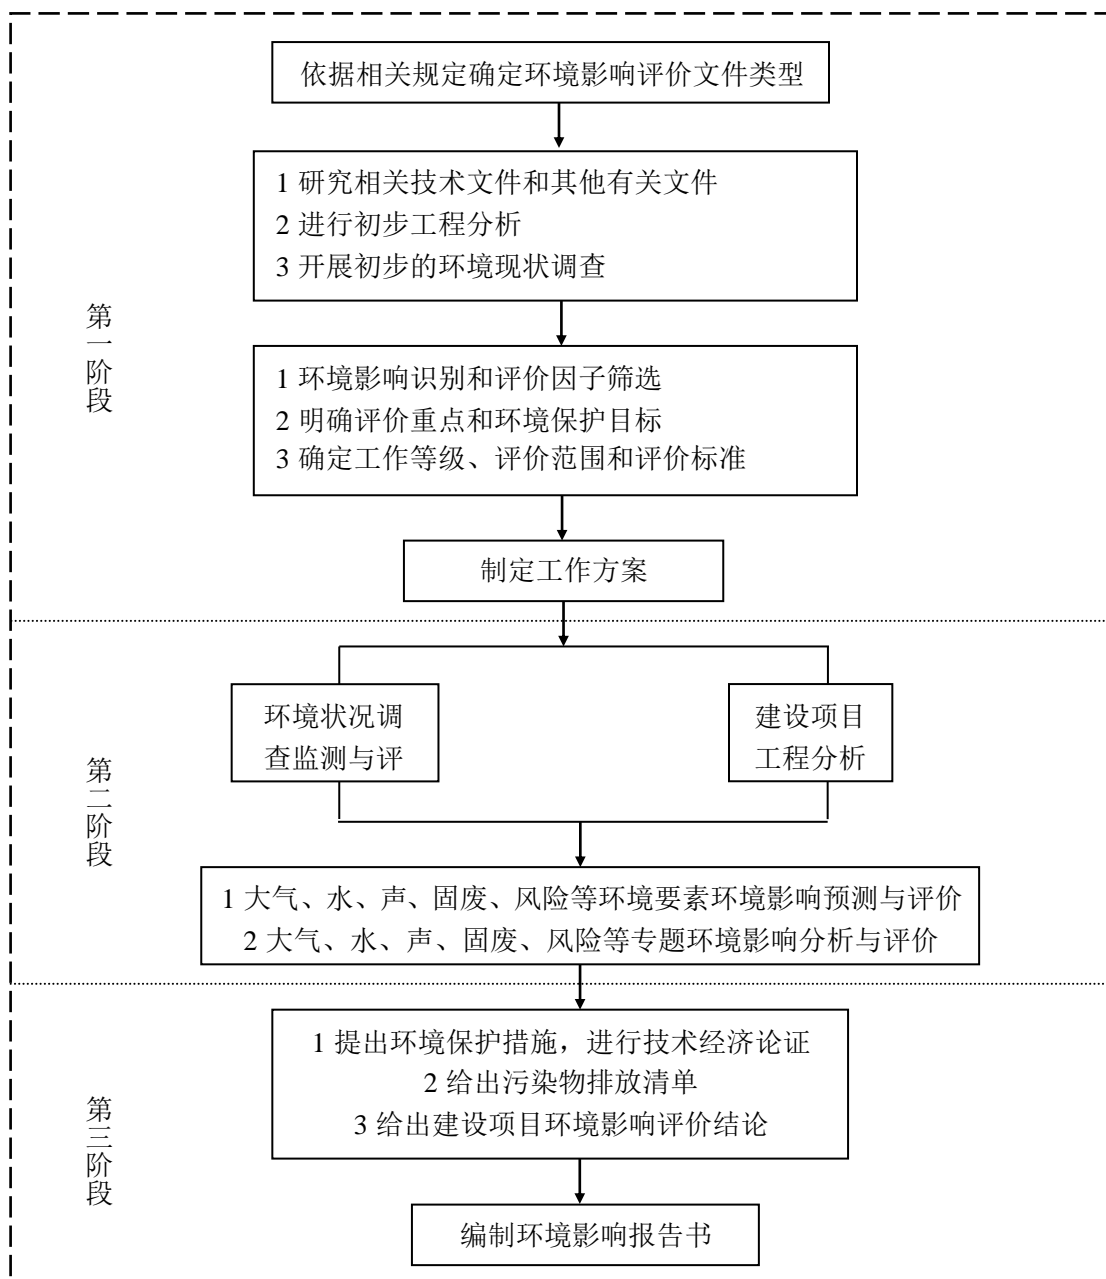 依据相关规定确定环境影响评价文件类型
1 研究相关技术文件和其他有关文件
2 进行初步工程分析
3 开展初步的环境现状调查
第一阶段
1 环境影响识别和评价因子筛选
2 明确评价重点和环境保护目标
3 确定工作等级、评价范围和评价标准
制定工作方案
环境状况调
查监测与评
建设项目
工程分析
第二阶段
1 大气、水、声、固废、风险等环境要素环境影响预测与评价
2 大气、水、声、固废、风险等专题环境影响分析与评价
1 提出环境保护措施，进行技术经济论证
2 给出污染物排放清单
3 给出建设项目环境影响评价结论
第三阶段
编制环境影响报告书